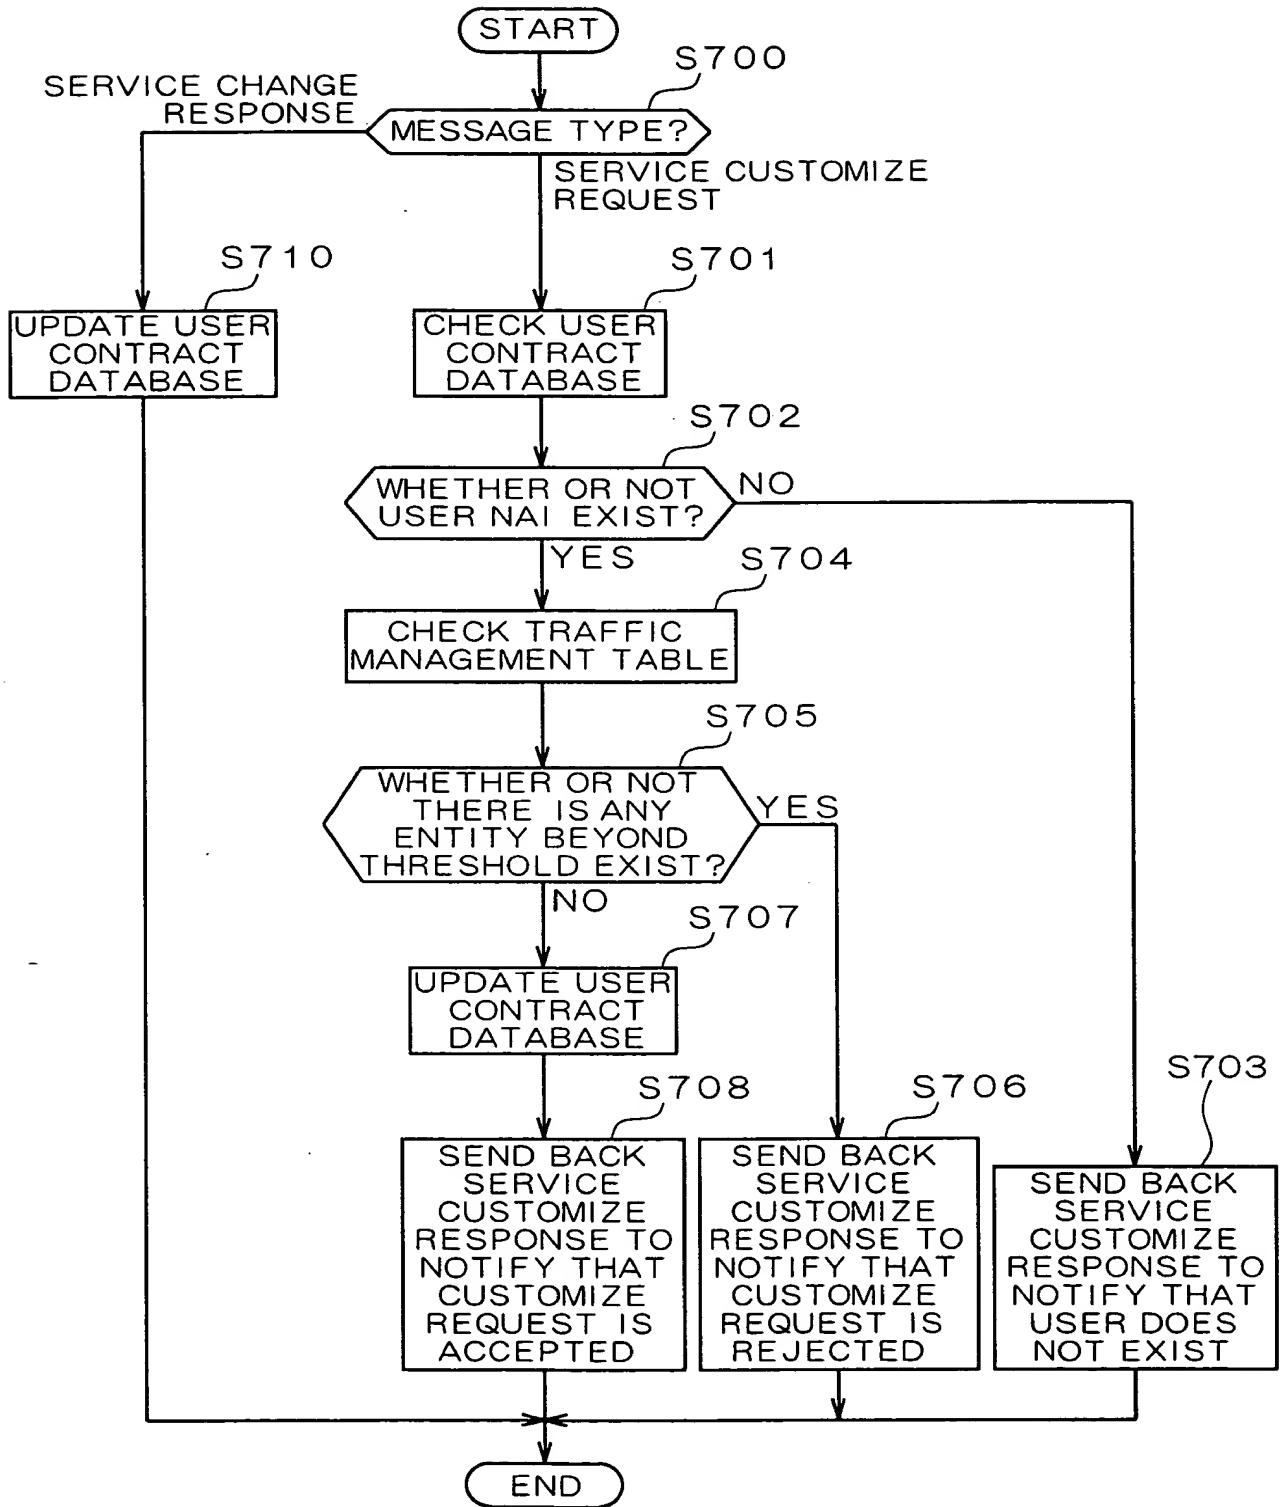 START
S700
SERVICE CHANGE
RESPONSE
MESSAGE TYPE?
SERVICE CUSTOMIZE
REQUEST
S710
UPDATE USER
CONTRACT
DATABASE
S701
CHECK USER
CONTRACT
DATABASE
S702
WHETHER OR NOT
USER NAI EXIST?
NO
YES
S704
CHECK TRAFFIC
MANAGEMENT TABLE
S705
WHETHER OR NOT
THERE IS ANY
ENTITY BEYOND
THRESHOLD EXIST?
YES
NO
S707
UPDATE USER
CONTRACT
DATABASE
S708
SEND BACK
SERVICE
CUSTOMIZE
RESPONSE TO
NOTIFY THAT
CUSTOMIZE
REQUEST IS
ACCEPTED
S706
SEND BACK
SERVICE
CUSTOMIZE
RESPONSE TO
NOTIFY THAT
CUSTOMIZE
REQUEST IS
REJECTED
S703
SEND BACK
SERVICE
CUSTOMIZE
RESPONSE TO
NOTIFY THAT
USER DOES
NOT EXIST
END